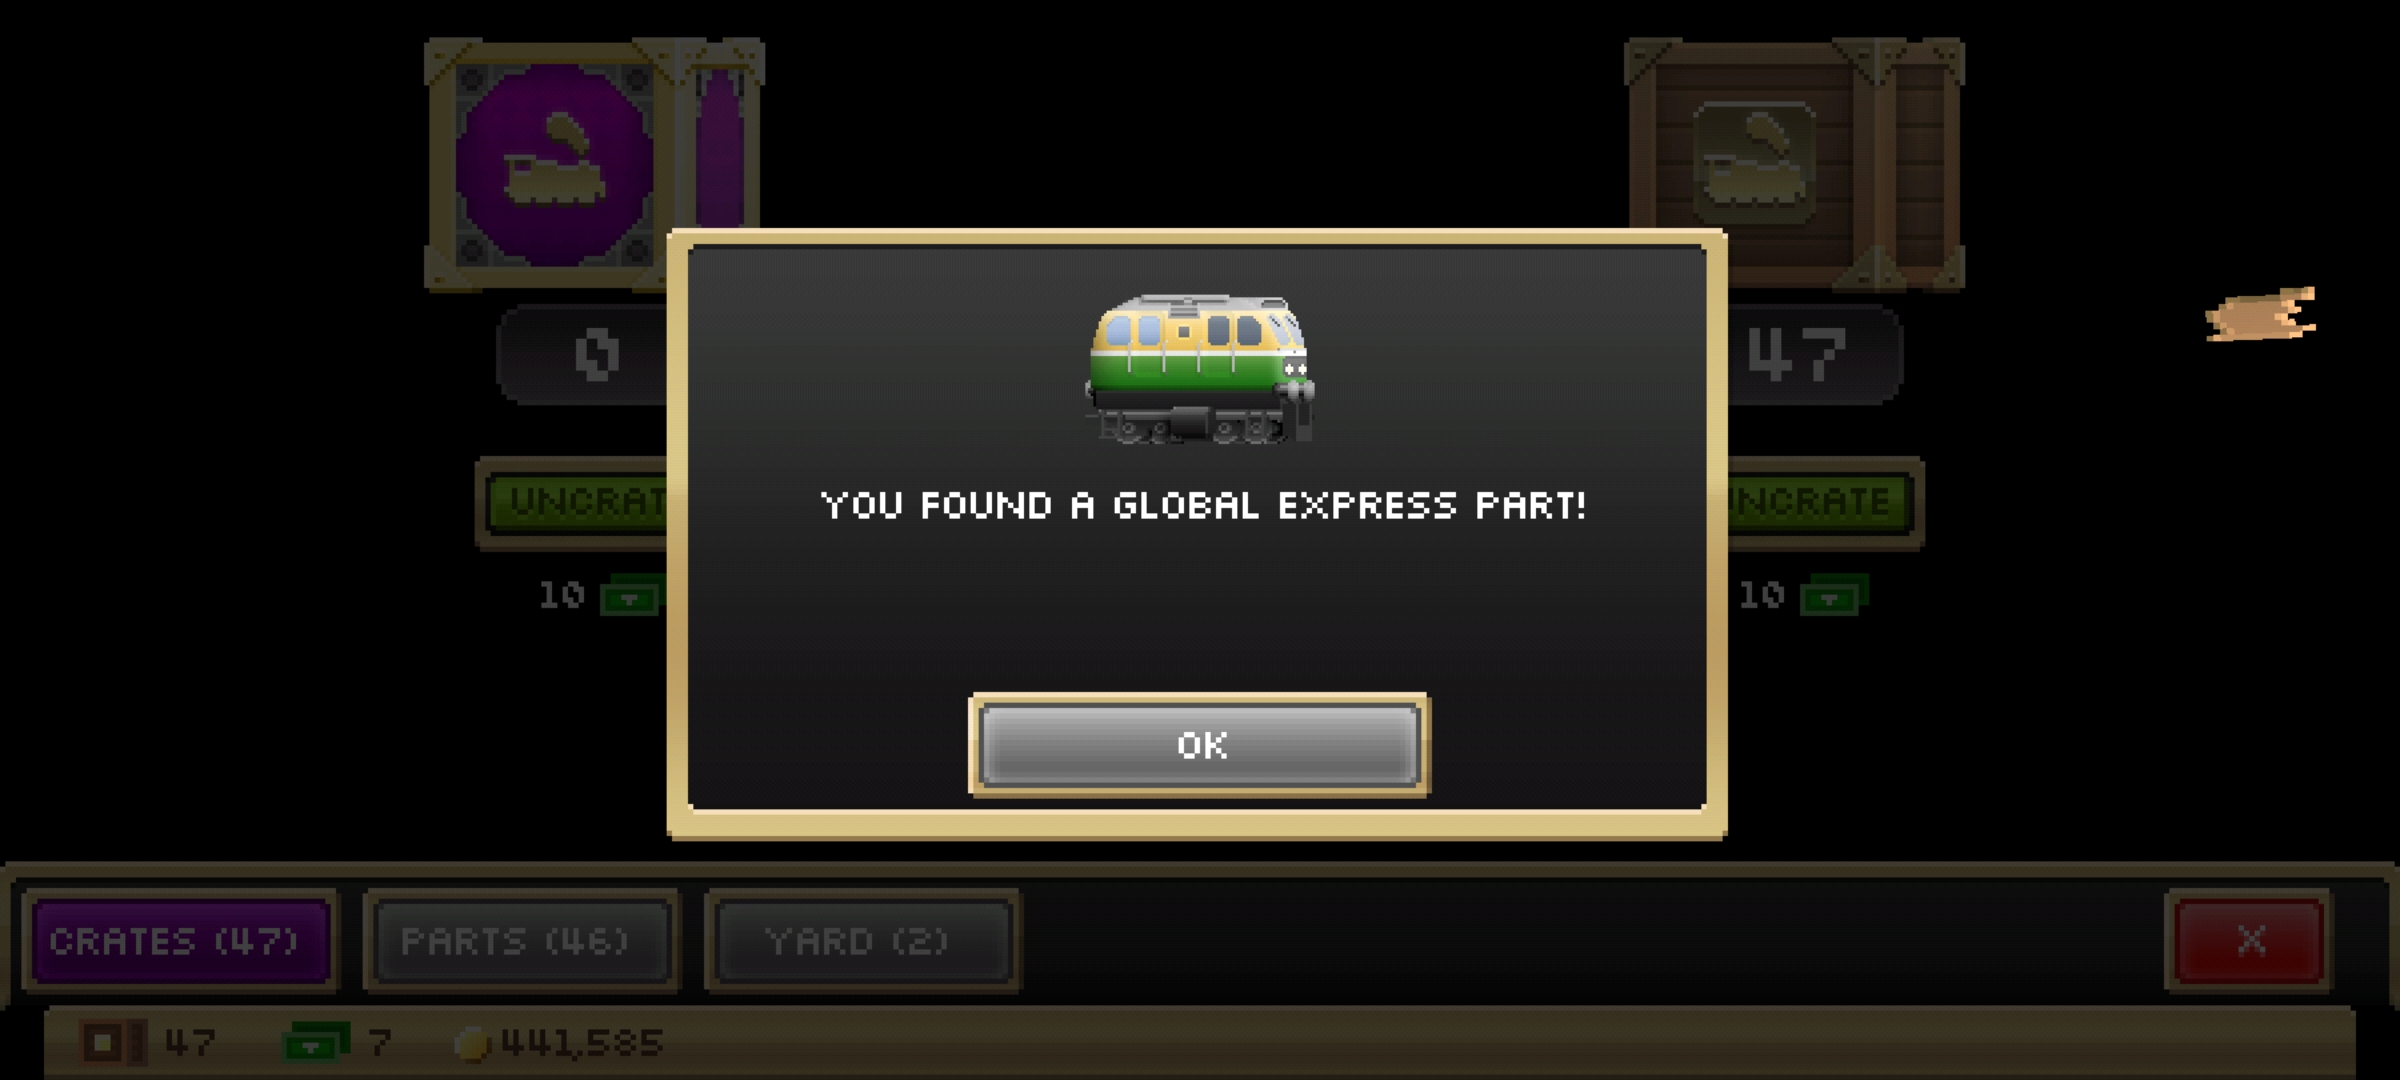 0
47
YOU FOUND A GLOBAL EXPRESS PART!
UNCRAT
NCRATE
10
10
OK
CRATES (47)
PARTS (46)
YARD (2)
X
47
7
441,585